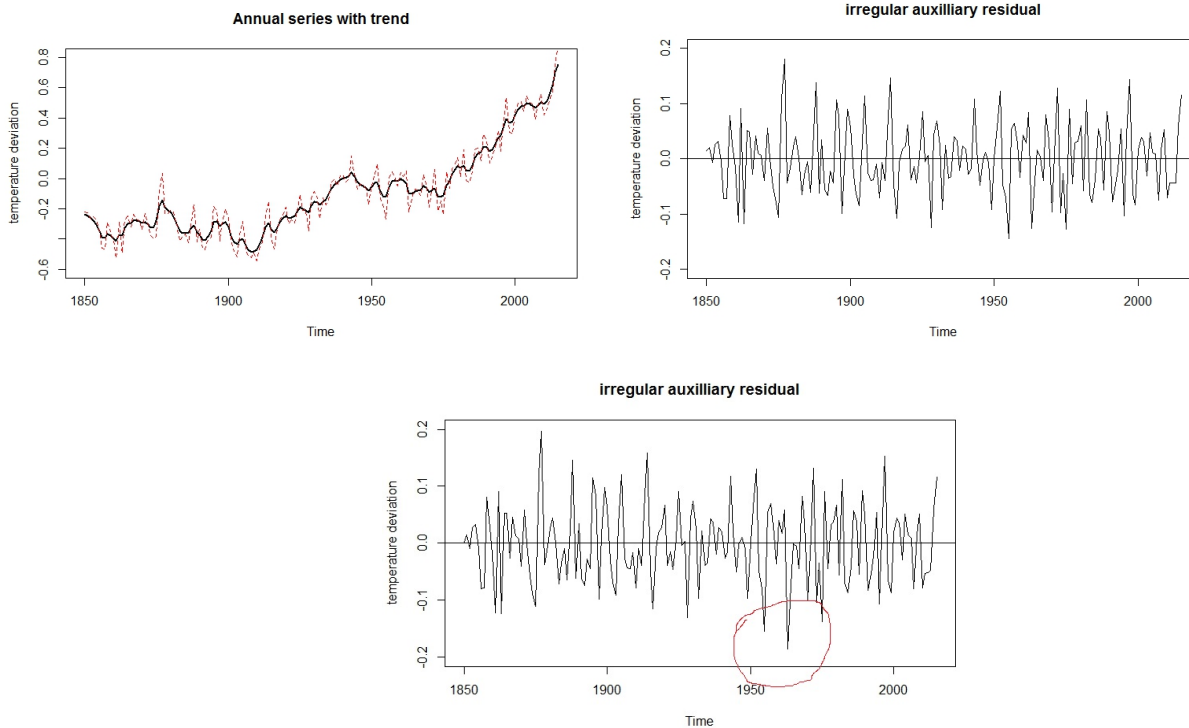 Annual series with trend
temperature deviation
0.8
0.6
0.4
0.2
0.0
-0.2
-0.6
1850 1900 1950 2000
Time
irregular auxilliary residual
temperature deviation
0.2
0.1
0.0
-0.1
-0.2
1850 1900 1950 2000
Time
irregular auxilliary residual
temperature deviation
0.2
0.1
0.0
-0.1
-0.2
1850 1900 1950 2000
Time